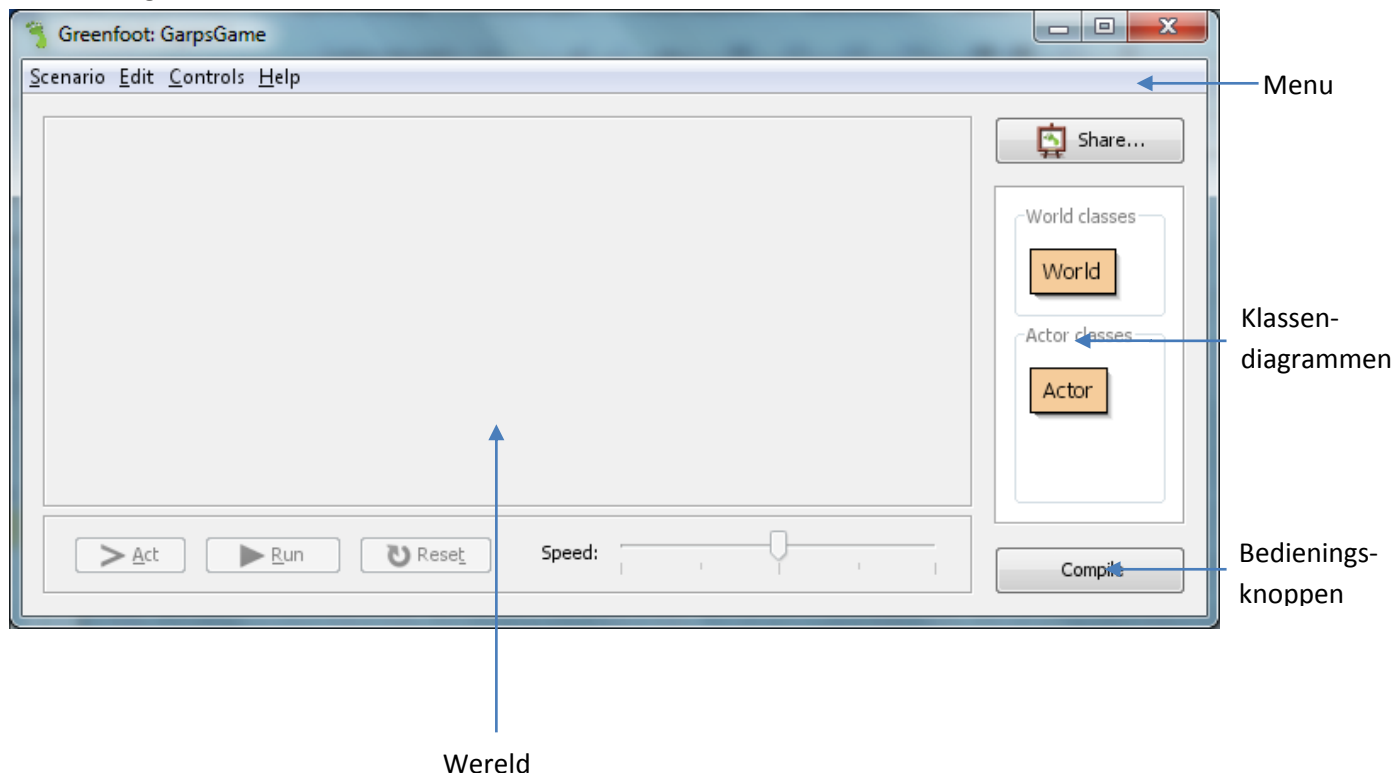 Greenfoot: GarpsGame
Scenario Edit Controls Help
Menu
Share...
World classes
World
Klassen-
diagrammen
Actor classes
Actor
Act Run Reset Speed:
Compile
Bedienings-
knoppen
Wereld